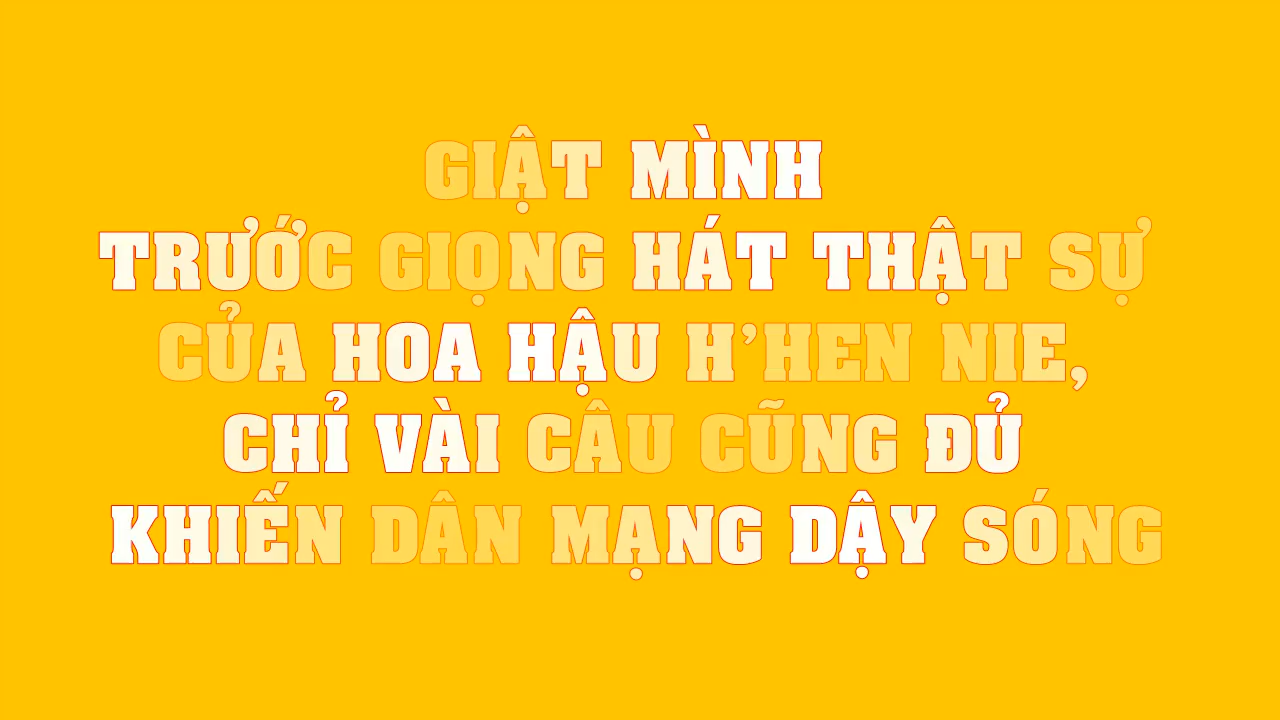 GIẬT MÌNH
TRƯỚC GIỌNG HÁT THẬT SỰ
CỦA HOA HẬU H'HEN NIE,
CHỈ VÀI CÂU CŨNG ĐỦ
KHIẾN DÂN MẠNG DẬY SÓNG